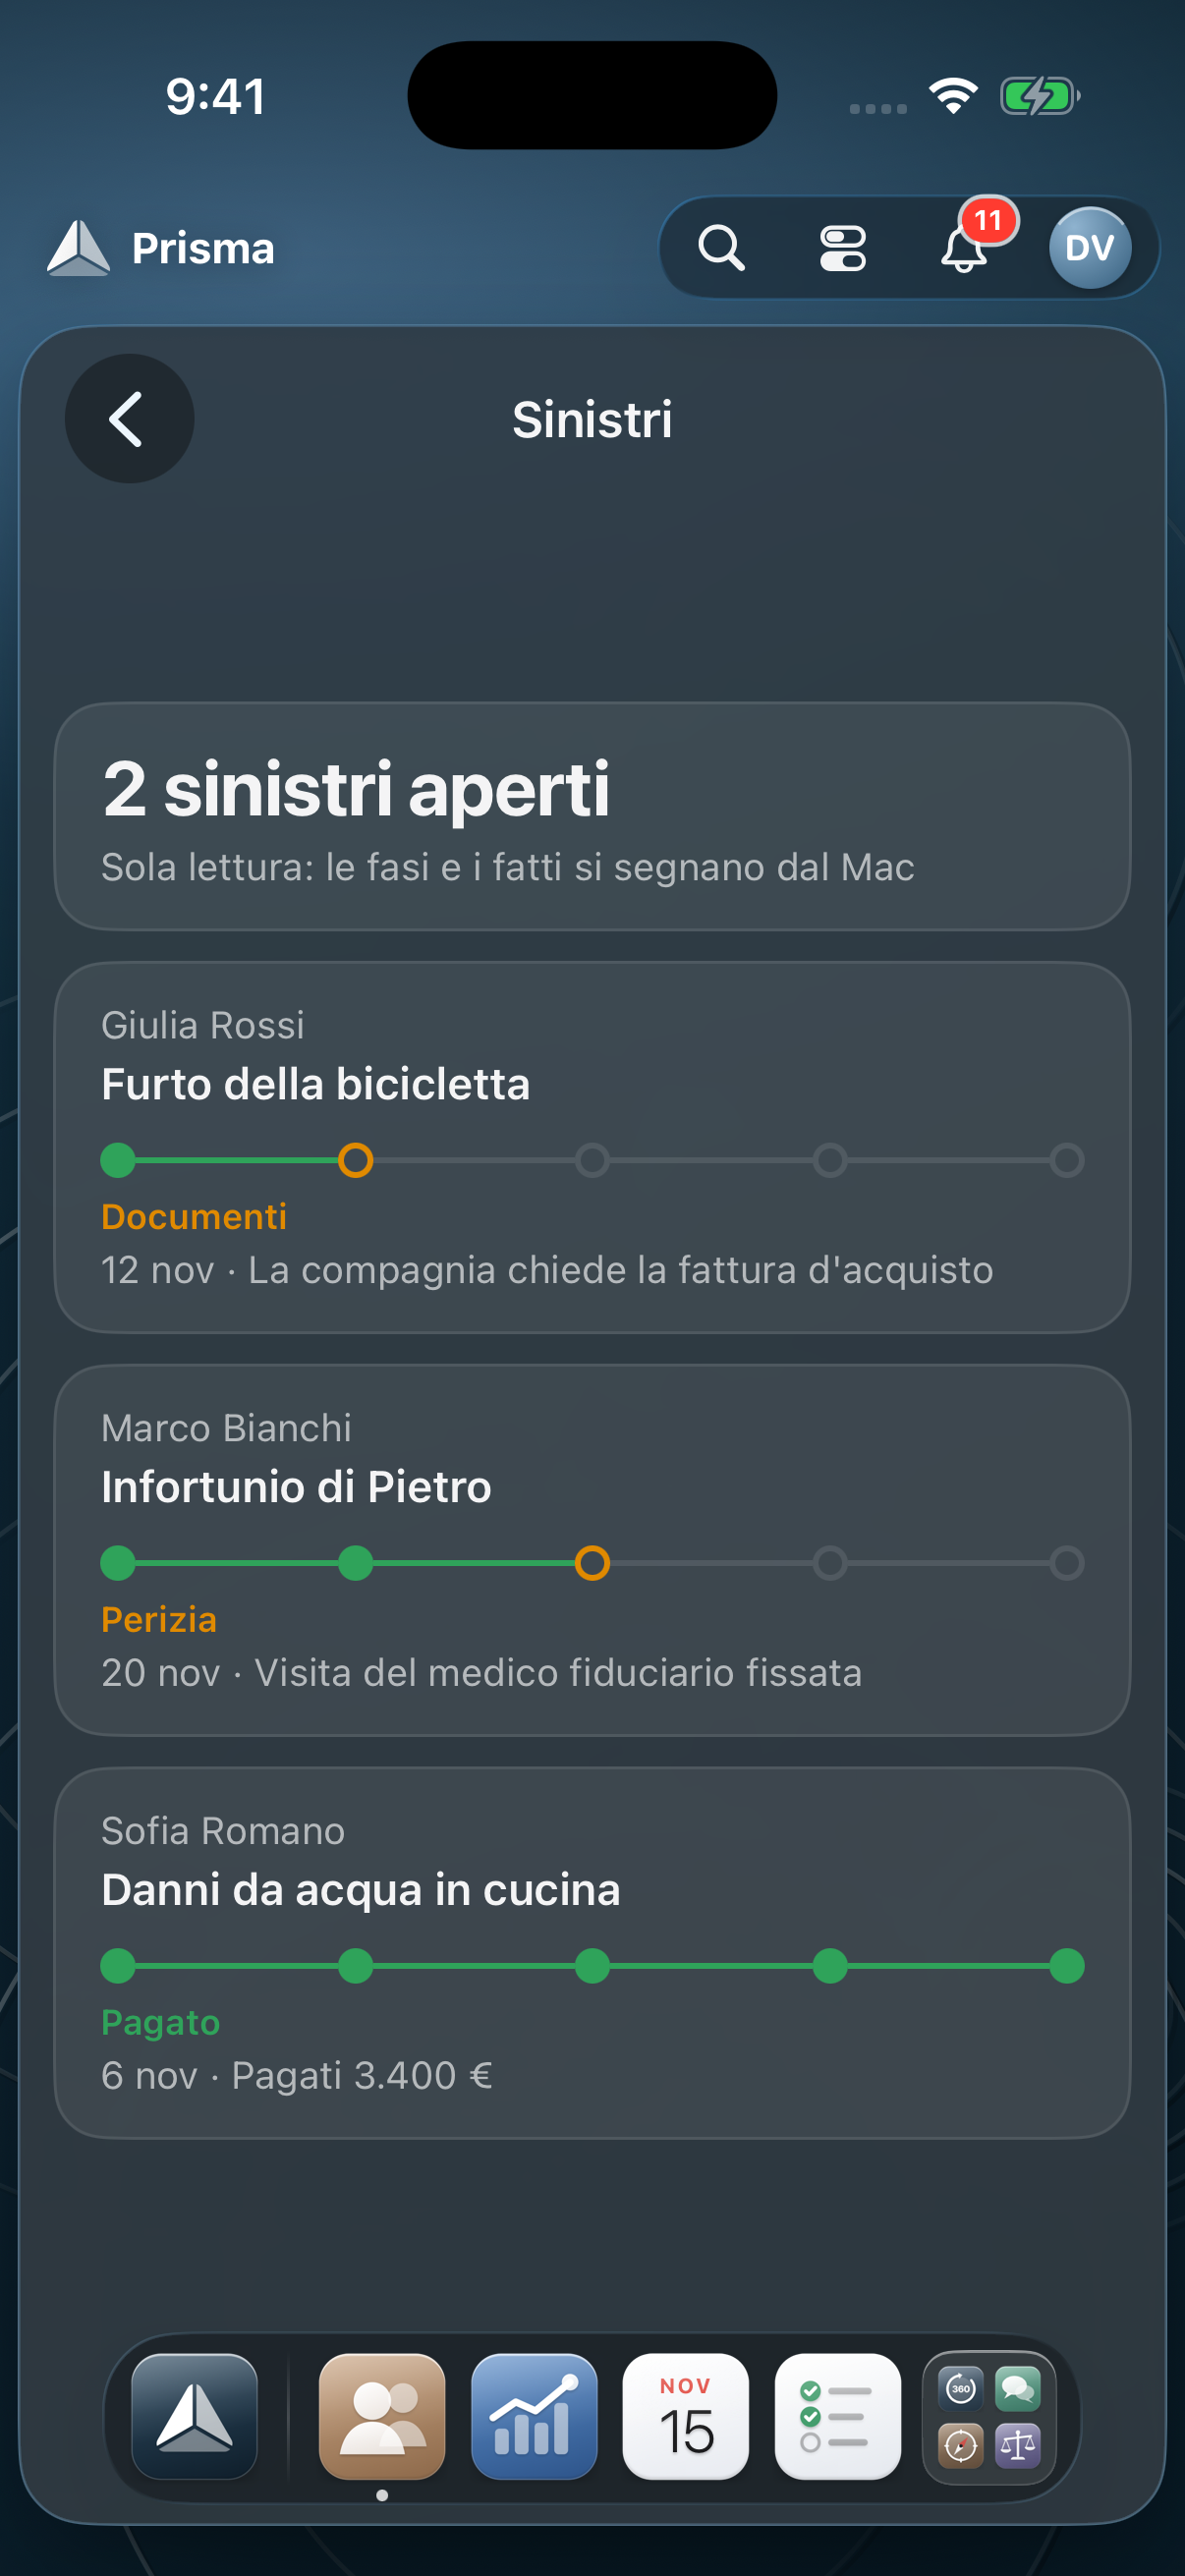 9:41
Prisma
11
DV
Sinistri
2 sinistri aperti
Sola lettura: le fasi e i fatti si segnano dal Mac
Giulia Rossi
Furto della bicicletta
Documenti
12 nov · La compagnia chiede la fattura d'acquisto
Marco Bianchi
Infortunio di Pietro
Perizia
20 nov · Visita del medico fiduciario fissata
Sofia Romano
Danni da acqua in cucina
Pagato
6 nov · Pagati 3.400 €
NOV
15
360